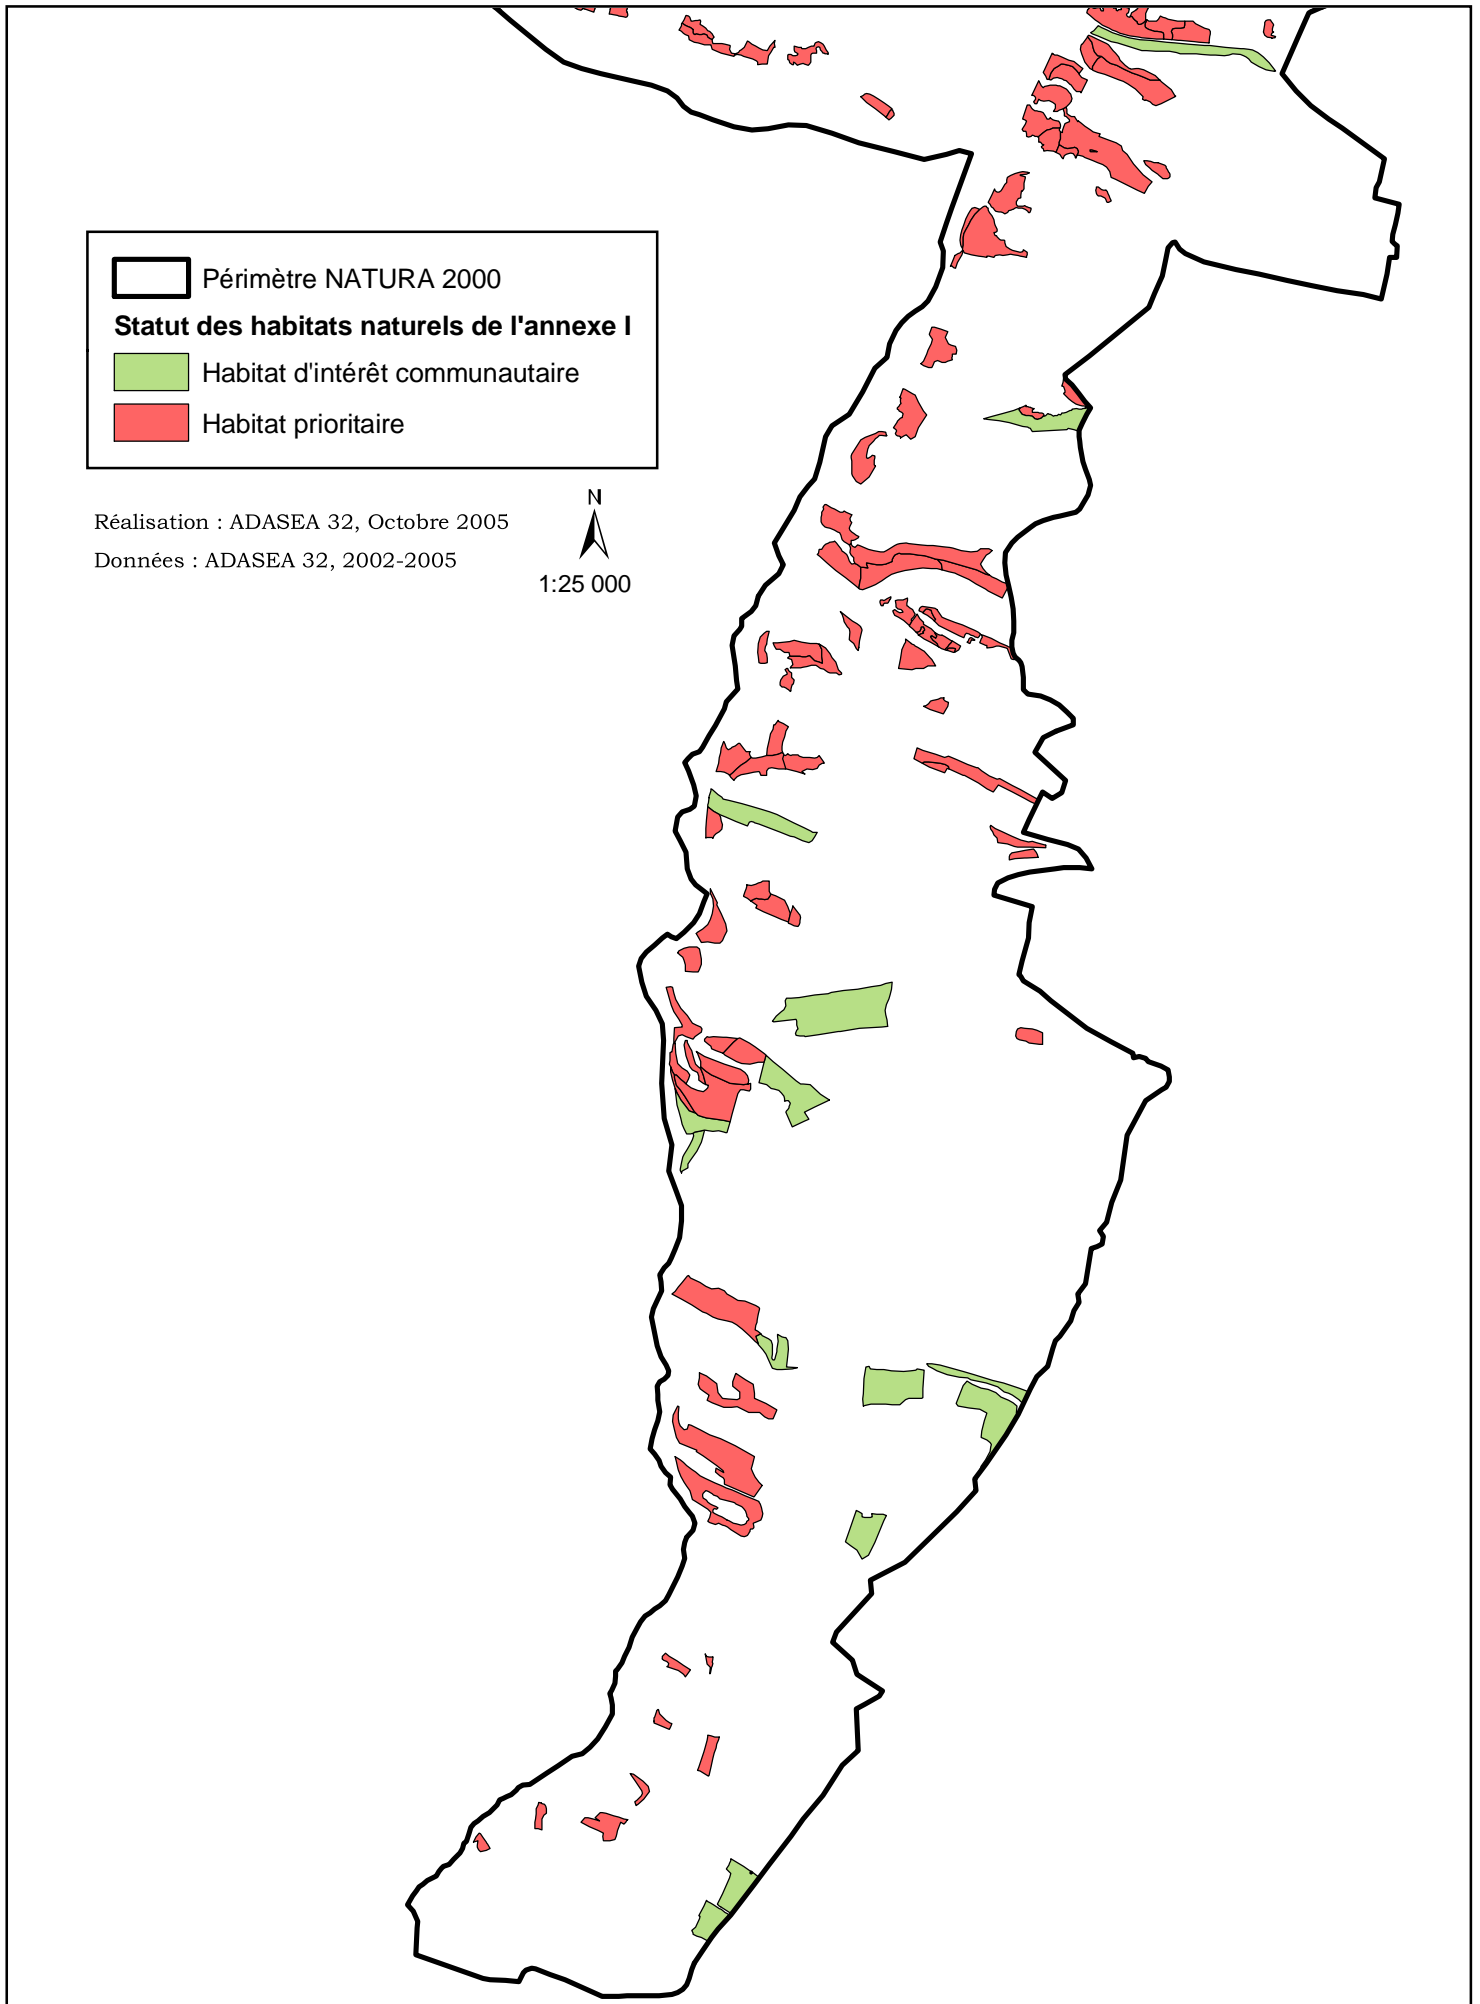 Périmètre NATURA 2000
Statut des habitats naturels de l'annexe I
Habitat d'intérêt communautaire
Habitat prioritaire
Réalisation : ADASEA 32, Octobre 2005
Données : ADASEA 32, 2002-2005
N
1:25 000